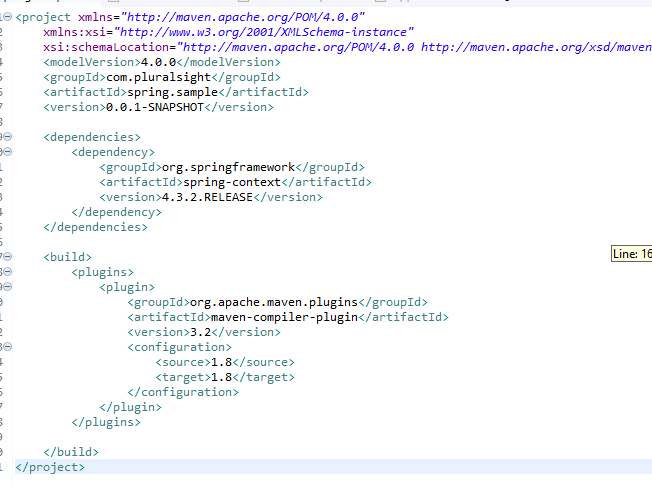 <project xmlns="http://maven.apache.org/POM/4.0.0"
xmlns:xsi="http://www.w3.org/2001/XMLSchema-instance"
xsi:schemaLocation="http://maven.apache.org/POM/4.0.0 http://maven.apache.org/xsd/maven
<modelVersion>4.0.0</modelVersion>
<groupId>com.pluralsight</groupId>
<artifactId>spring.sample</artifactId>
<version>0.0.1-SNAPSHOT</version>
<dependencies>
<dependency>
<groupId>org.springframework</groupId>
<artifactId>spring-context</artifactId>
<version>4.3.2.RELEASE</version>
</dependency>
</dependencies>
Line: 16
<build>
<plugins>
<plugin>
<groupId>org.apache.maven.plugins</groupId>
<artifactId>maven-compiler-plugin</artifactId>
<version>3.2</version>
<configuration>
<source>1.8</source>
<target>1.8</target>
</configuration>
</plugin>
</plugins>
</build>
</project>